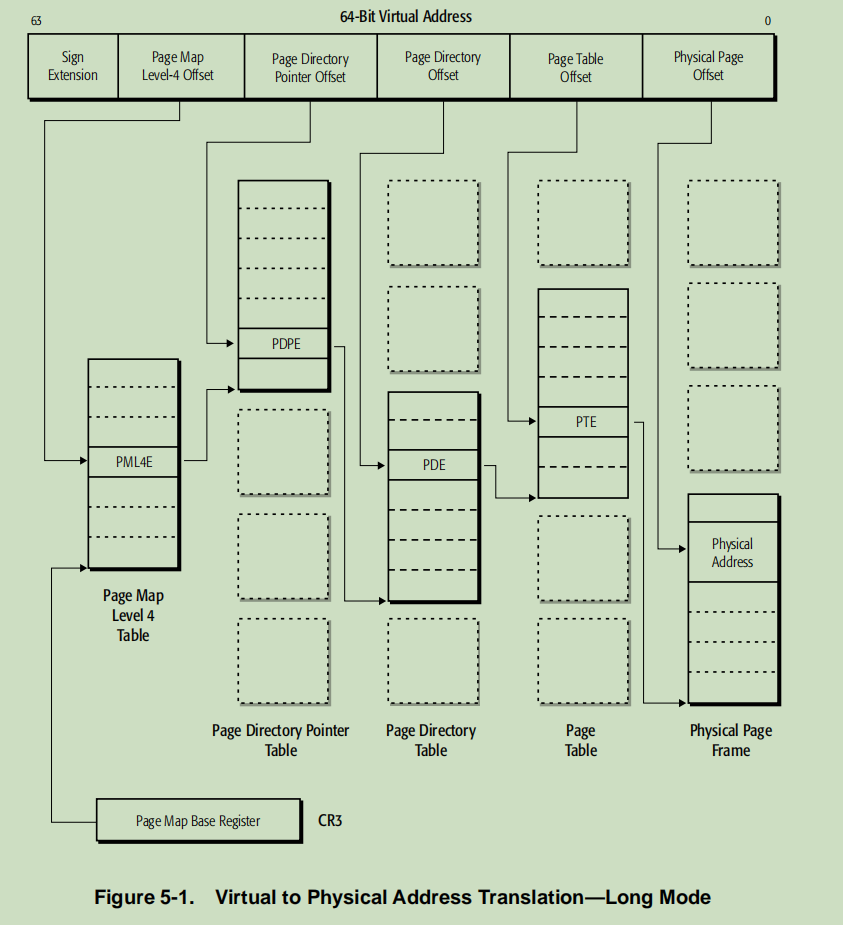 64-Bit Virtual Address
63
0
Sign
Extension
Page Map
Level-4 Offset
Page Directory
Pointer Offset
Page Directory
Offset
Page Table
Offset
Physical Page
Offset
PDPE
PTE
PML4E
PDE
Physical
Address
Page Map
Level 4
Table
Page Directory Pointer
Table
Page Directory
Table
Page
Table
Physical Page
Frame
Page Map Base Register
CR3
Figure 5-1. Virtual to Physical Address Translation—Long Mode